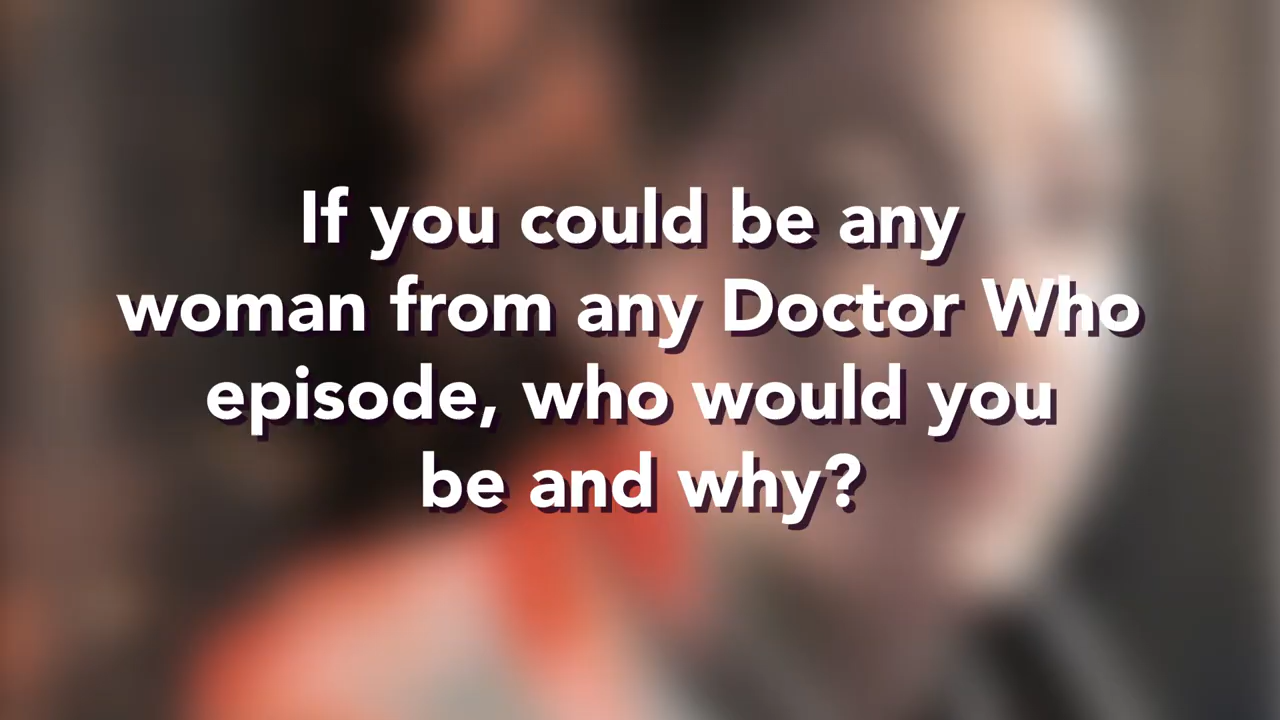 If you could be any
woman from any Doctor Who
episode, who would you
be and why?